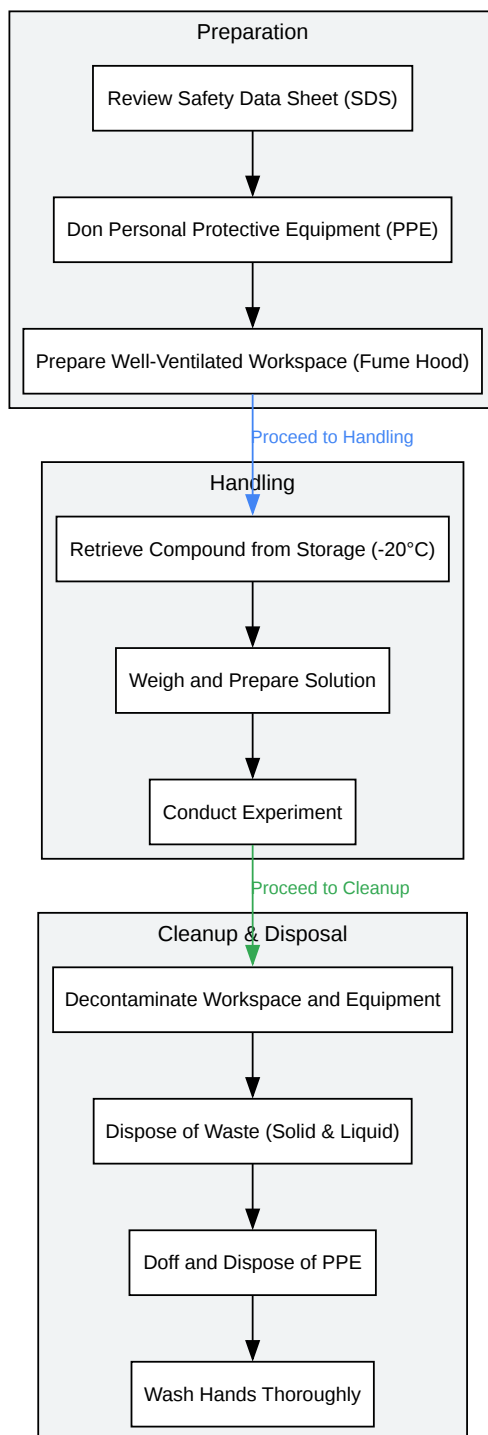 Preparation
Review Safety Data Sheet (SDS)
Don Personal Protective Equipment (PPE)
Prepare Well-Ventilated Workspace (Fume Hood)
Proceed to Handling
Handling
Retrieve Compound from Storage (-20°C)
Weigh and Prepare Solution
Conduct Experiment
Proceed to Cleanup
Cleanup & Disposal
Decontaminate Workspace and Equipment
Dispose of Waste (Solid & Liquid)
Doff and Dispose of PPE
Wash Hands Thoroughly